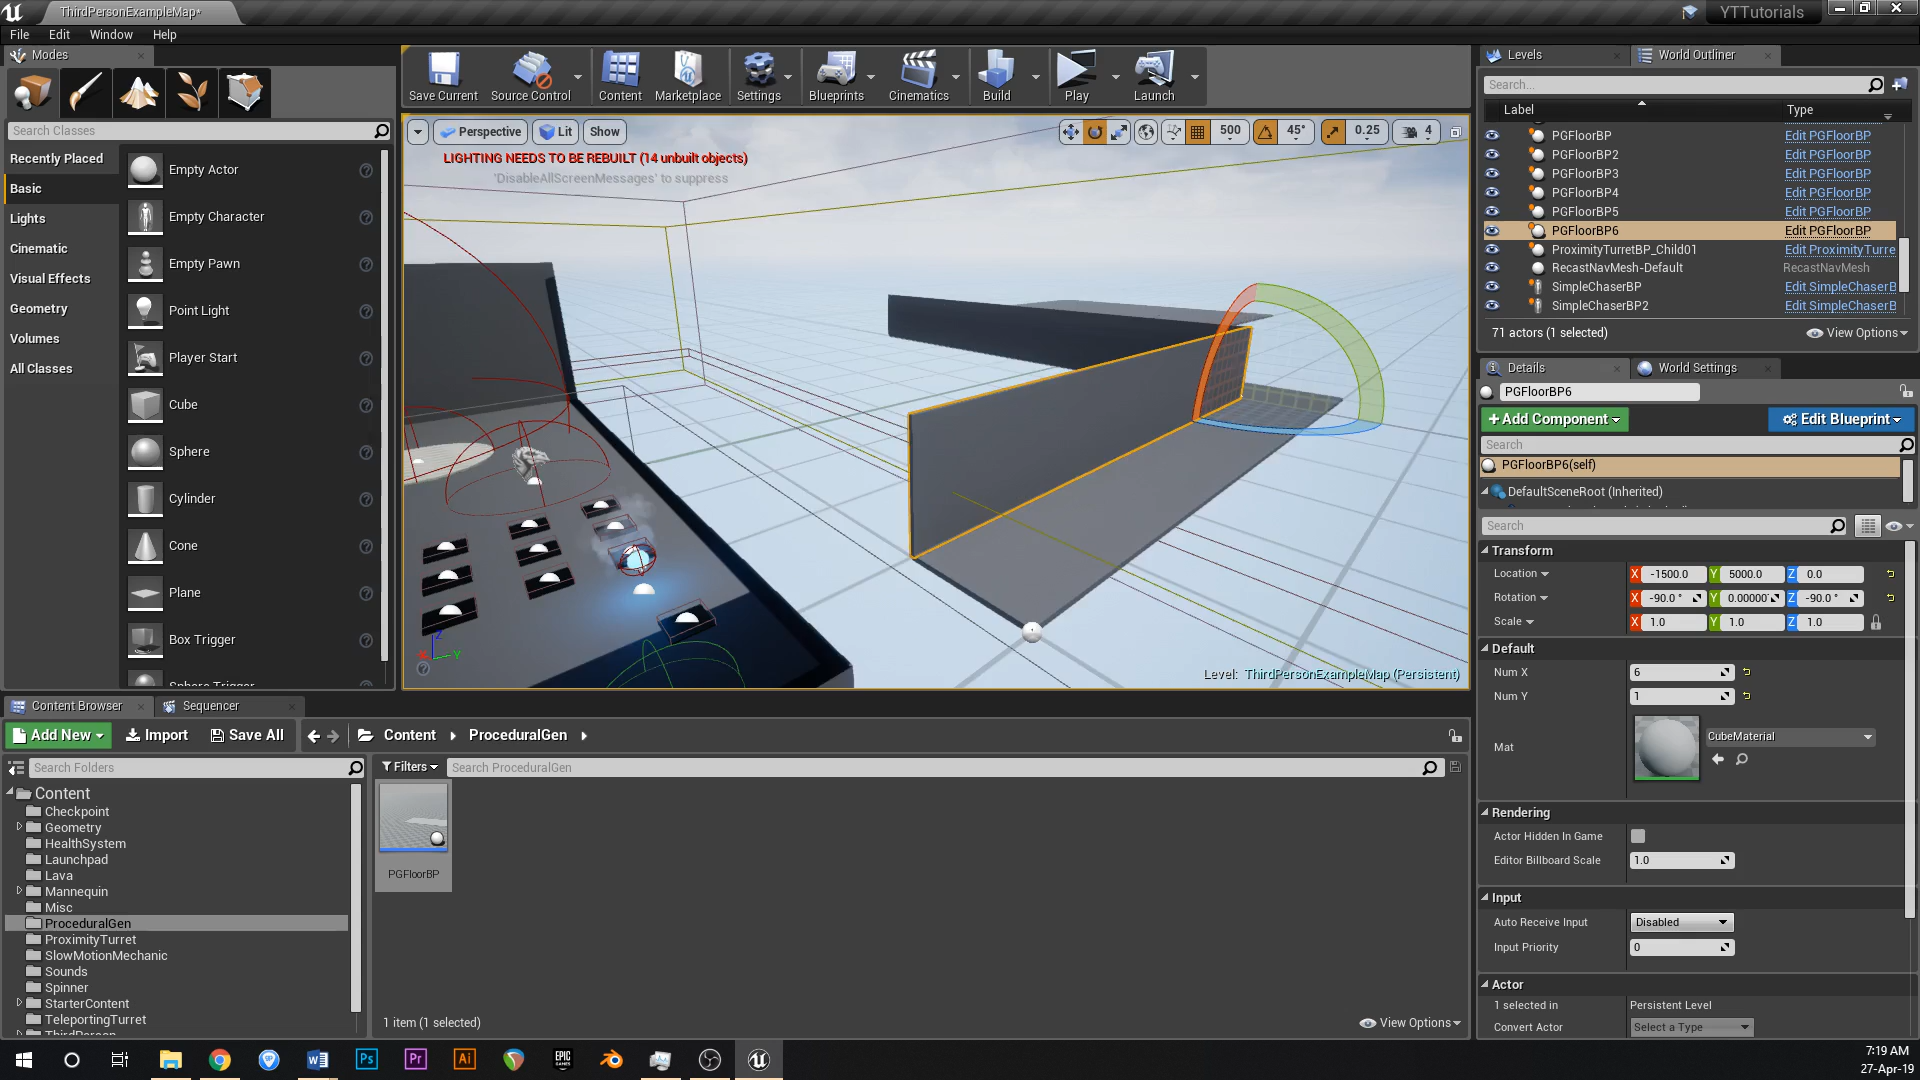 ThirdPersonExampleMap*
YTTutorials
File Edit Window Help
Modes
Search Classes
Recently Placed
Basic
Lights
Cinematic
Visual Effects
Geometry
Volumes
All Classes
Empty Actor
Empty Character
Empty Pawn
Point Light
Player Start
Cube
Sphere
Cylinder
Cone
Plane
Box Trigger
Sphere Trigger
Save Current Source Control Content Marketplace Settings Blueprints Cinematics Build Play Launch
Perspective Lit Show 500 45° 0.25 4
LIGHTING NEEDS TO BE REBUILT (14 unbuilt objects)
'DisableAllScreenMessages' to suppress
Z
Y
Level: ThirdPersonExampleMap (Persistent)
Levels World Outliner
Search...
Label Type
PGFloorBP Edit PGFloorBP
PGFloorBP2 Edit PGFloorBP
PGFloorBP3 Edit PGFloorBP
PGFloorBP4 Edit PGFloorBP
PGFloorBP5 Edit PGFloorBP
PGFloorBP6 Edit PGFloorBP
ProximityTurretBP_Child01 Edit ProximityTurre
RecastNavMesh-Default RecastNavMesh
SimpleChaserBP Edit SimpleChaserB
SimpleChaserBP2 Edit SimpleChaserB
71 actors (1 selected) View Options
Details World Settings
PGFloorBP6
+Add Component Edit Blueprint
Search
PGFloorBP6(self)
DefaultSceneRoot (Inherited)
Search
Transform
Location X -1500.0 Y 5000.0 Z 0.0
Rotation X -90.0 ° Y 0.00000 Z -90.0 °
Scale X 1.0 Y 1.0 Z 1.0
Default
Num X 6
Num Y 1
Mat CubeMaterial
Rendering
Actor Hidden In Game
Editor Billboard Scale 1.0
Input
Auto Receive Input Disabled
Input Priority 0
Actor
1 selected in Persistent Level
Convert Actor Select a Type
Content Browser Sequencer
Add New Import Save All Content ProceduralGen
Search Folders
Filters Search ProceduralGen
Content
Checkpoint
Geometry
HealthSystem
Launchpad
Lava
Mannequin
Misc
ProceduralGen
ProximityTurret
SlowMotionMechanic
Sounds
Spinner
StarterContent
TeleportingTurret
ThirdPerson
PGFloorBP
1 item (1 selected) View Options
Ps Pr Ai EPIC GAMES
7:19 AM
27-Apr-19